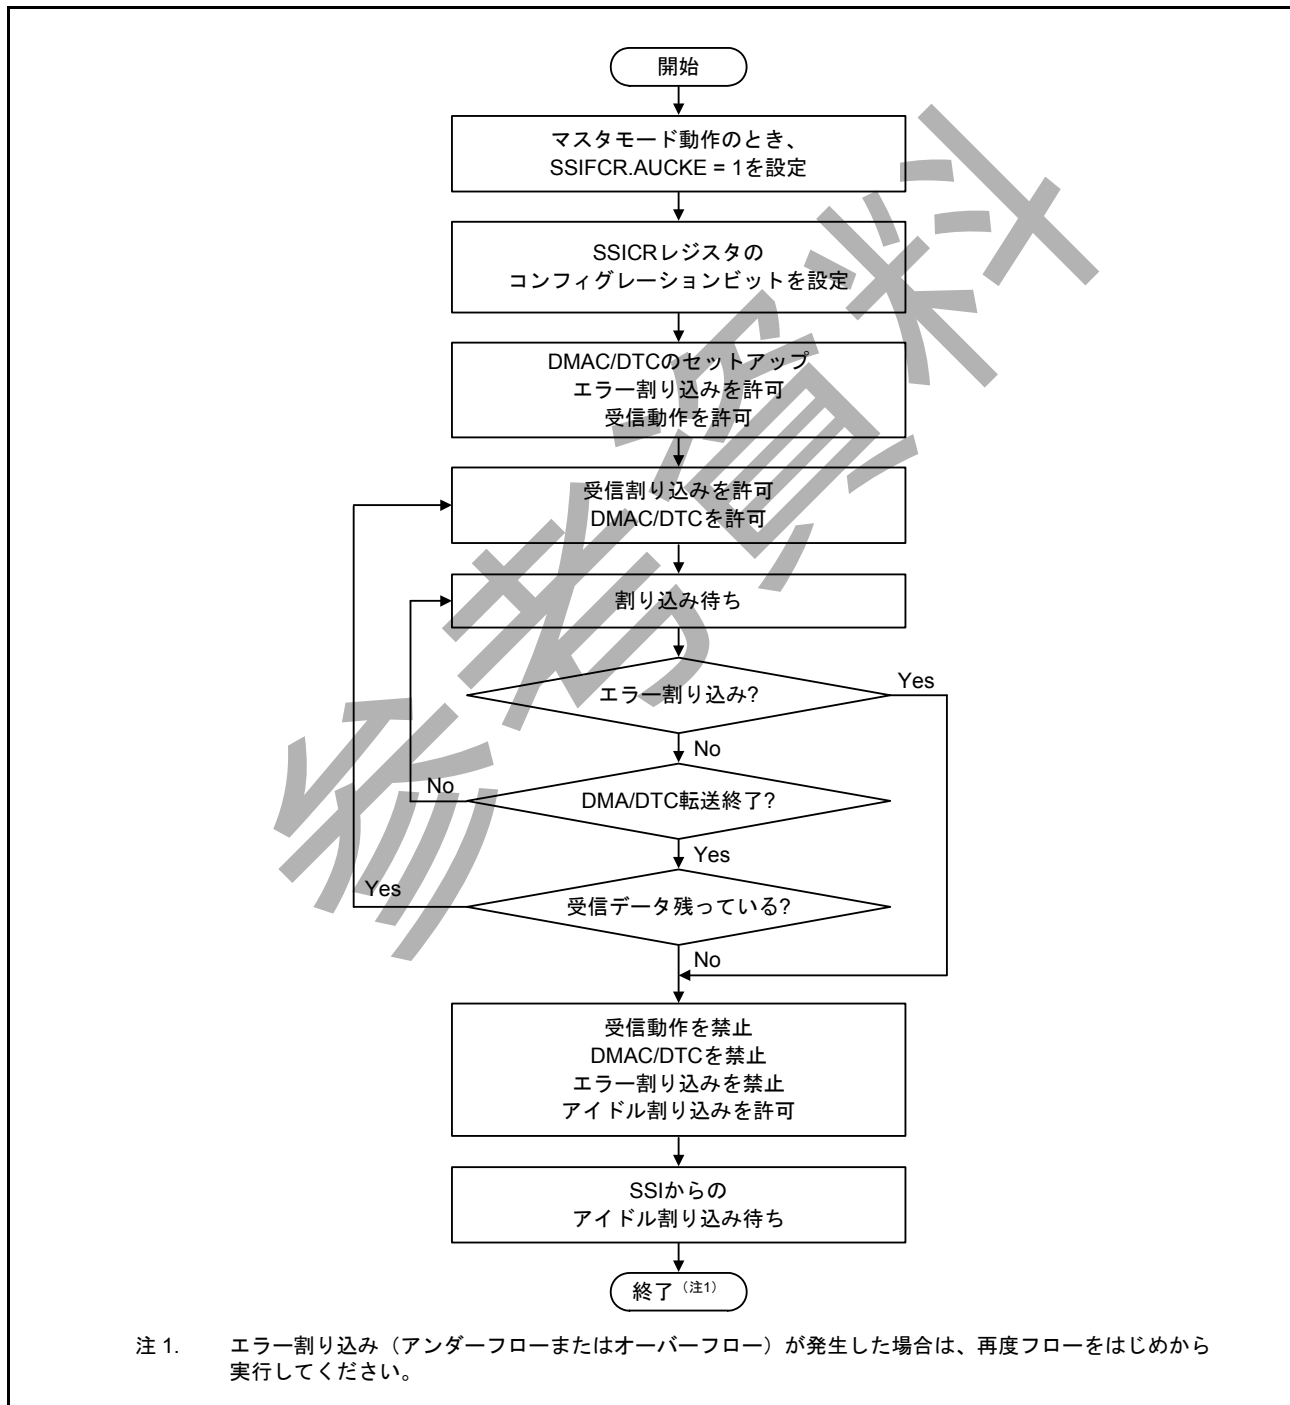 開始
マスタモード動作のとき、
SSIFCR.AUCKE = 1を設定
SSICRレジスタの
コンフィグレーションビットを設定
DMAC/DTCのセットアップ
エラー割り込みを許可
受信動作を許可
受信割り込みを許可
DMAC/DTCを許可
割り込み待ち
エラー割り込み?
Yes
No
DMA/DTC転送終了?
No
Yes
受信データ残っている?
Yes
No
受信動作を禁止
DMAC/DTCを禁止
エラー割り込みを禁止
アイドル割り込みを許可
SSIからの
アイドル割り込み待ち
終了（注1）
注 1. エラー割り込み（アンダーフローまたはオーバーフロー）が発生した場合は、再度フローをはじめから
実行してください。
参考資料